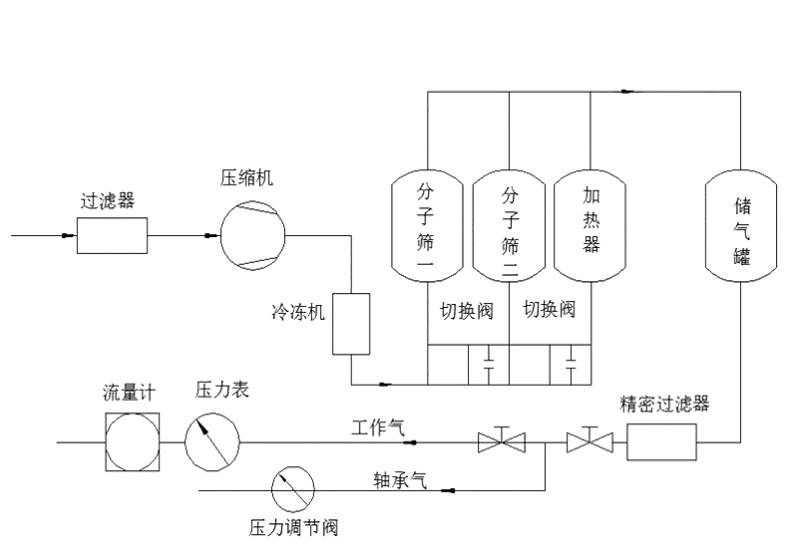 压缩机
过滤器
分子筛一
分子筛二
加热器
储气罐
冷冻机
切换阀
切换阀
流量计
压力表
精密过滤器
工作气
轴承气
压力调节阀